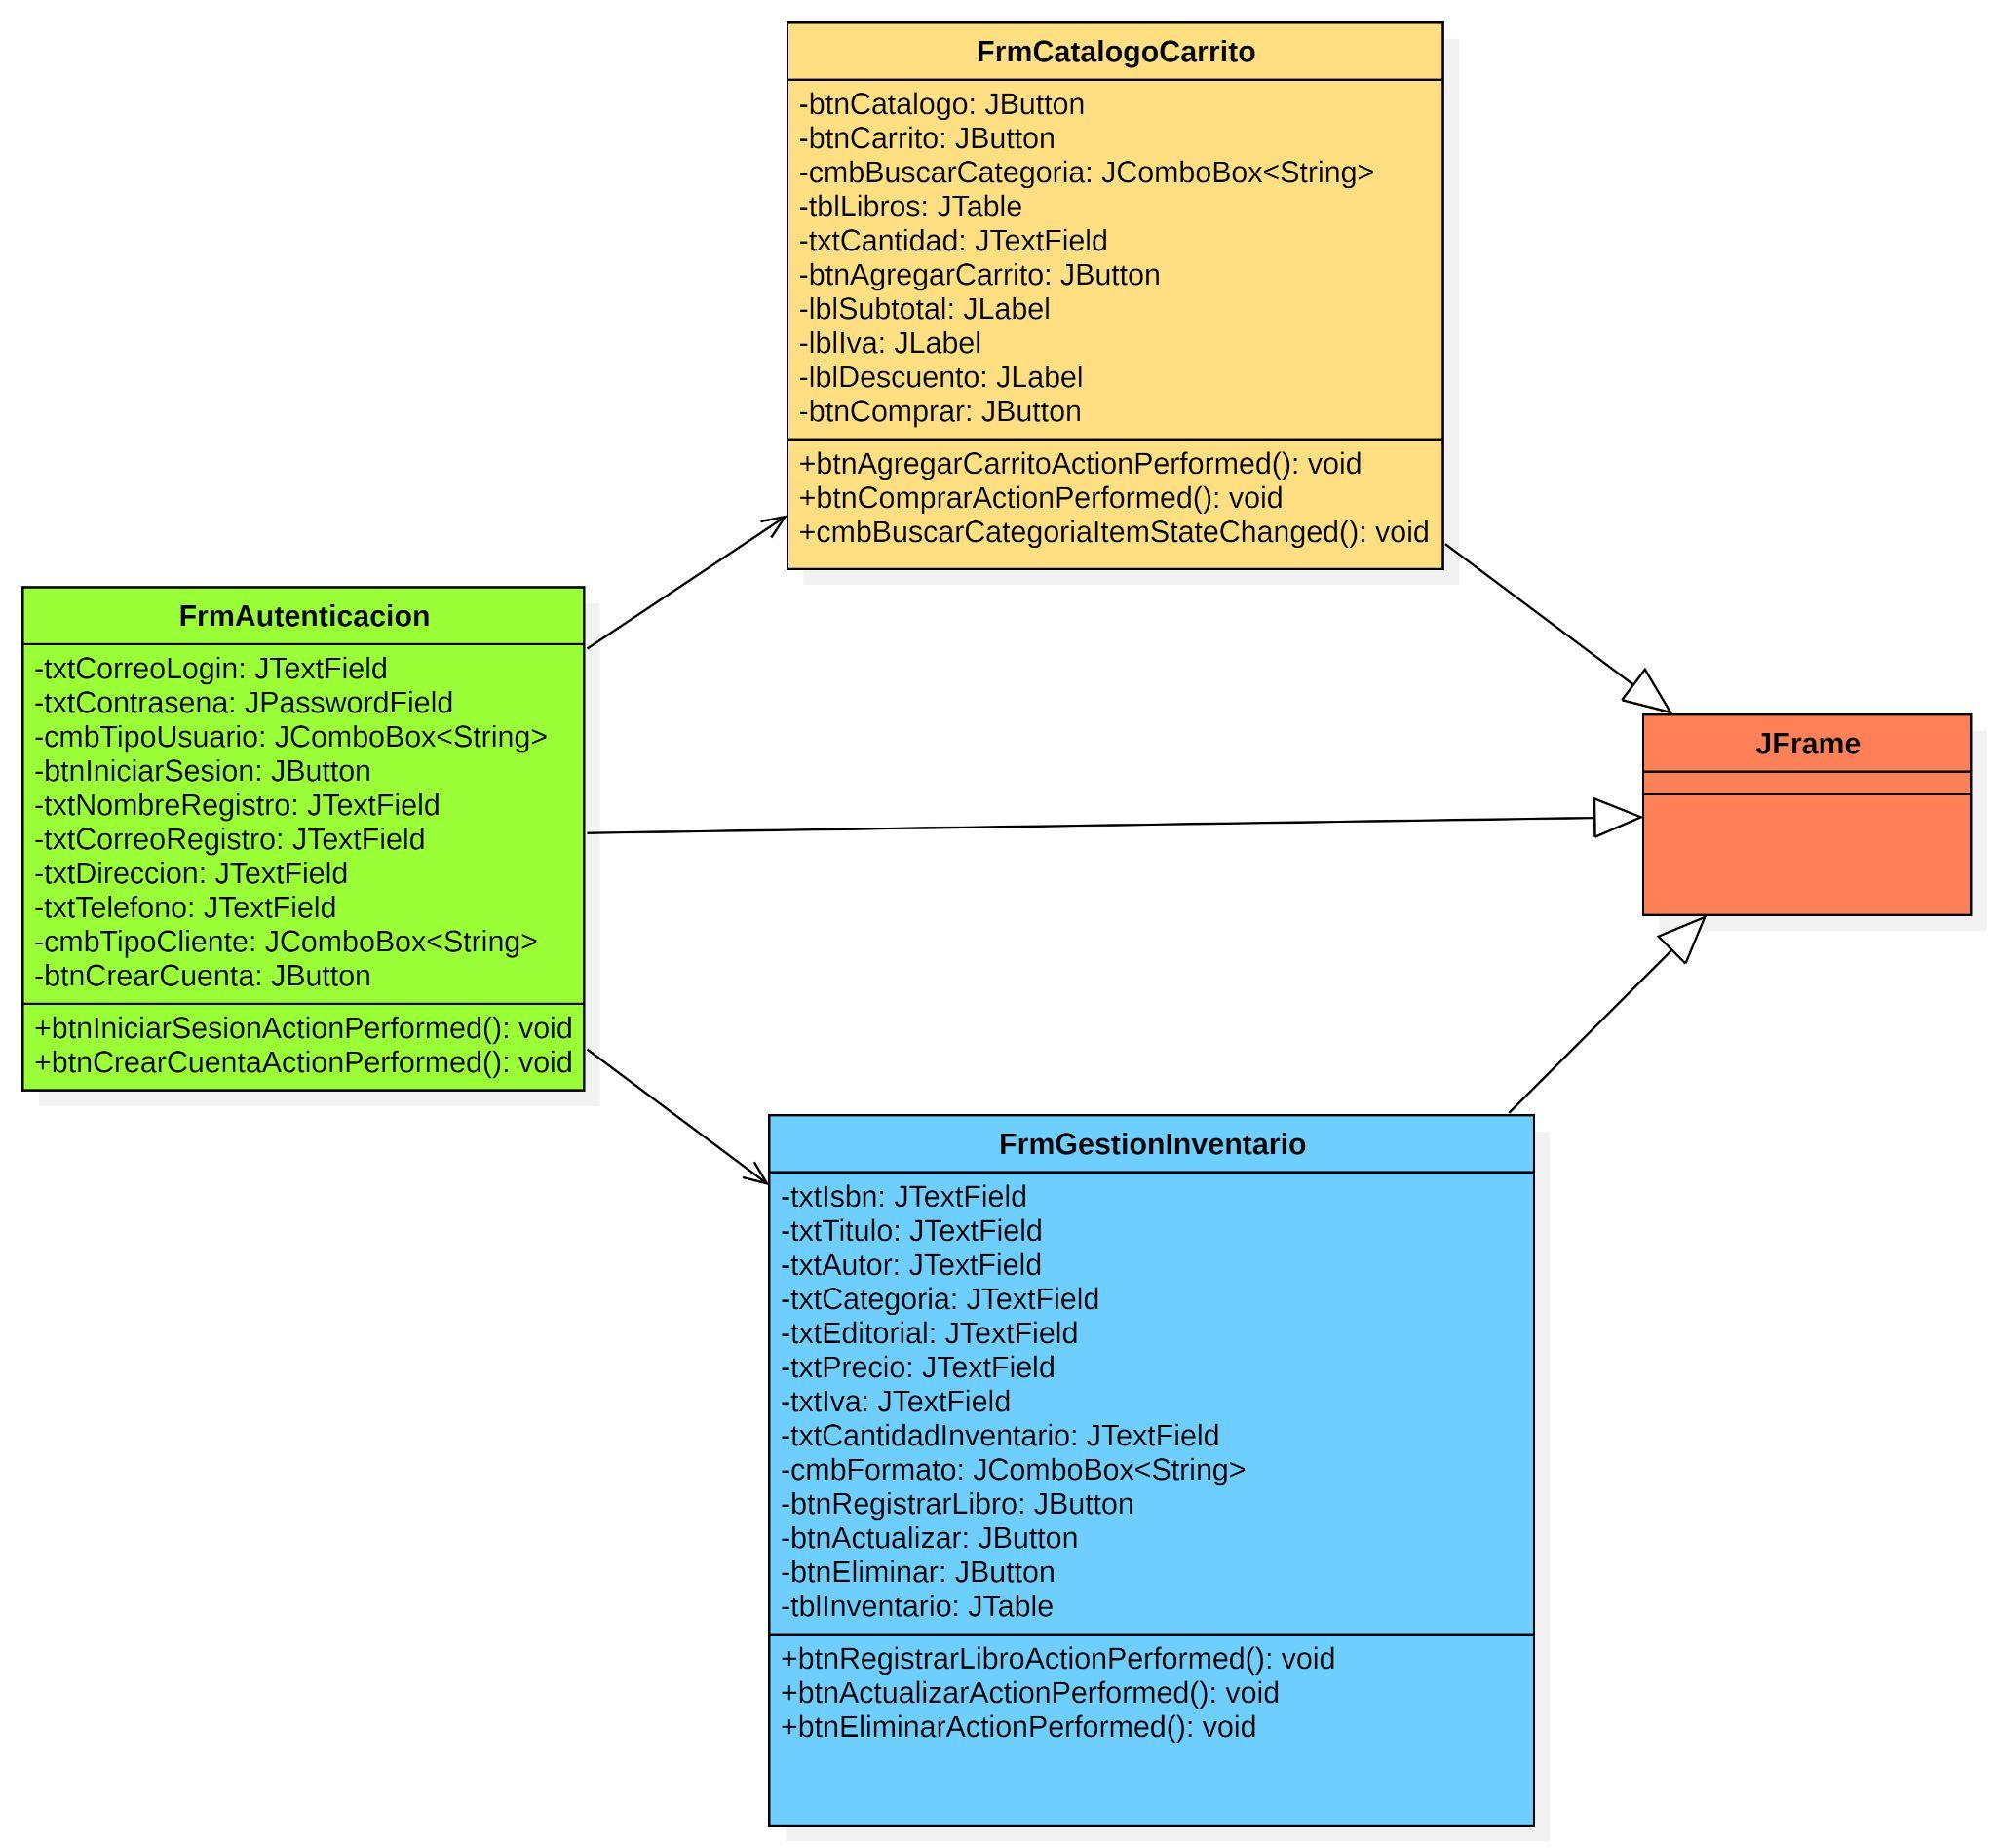 FrmCatalogoCarrito
-btnCatalogo: JButton
-btnCarrito: JButton
-cmbBuscarCategoria: JComboBox<String>
-tblLibros: JTable
-txtCantidad: JTextField
-btnAgregarCarrito: JButton
-lblSubtotal: JLabel
-lblIva: JLabel
-lblDescuento: JLabel
-btnComprar: JButton
+btnAgregarCarritoActionPerformed(): void
+btnComprarActionPerformed(): void
+cmbBuscarCategoriaItemStateChanged(): void
FrmAutenticacion
-txtCorreoLogin: JTextField
-txtContrasena: JPasswordField
-cmbTipoUsuario: JComboBox<String>
-btnIniciarSesion: JButton
-txtNombreRegistro: JTextField
-txtCorreoRegistro: JTextField
-txtDireccion: JTextField
-txtTelefono: JTextField
-cmbTipoCliente: JComboBox<String>
-btnCrearCuenta: JButton
+btnIniciarSesionActionPerformed(): void
+btnCrearCuentaActionPerformed(): void
JFrame
FrmGestionInventario
-txtIsbn: JTextField
-txtTitulo: JTextField
-txtAutor: JTextField
-txtCategoria: JTextField
-txtEditorial: JTextField
-txtPrecio: JTextField
-txtIva: JTextField
-txtCantidadInventario: JTextField
-cmbFormato: JComboBox<String>
-btnRegistrarLibro: JButton
-btnActualizar: JButton
-btnEliminar: JButton
-tblInventario: JTable
+btnRegistrarLibroActionPerformed(): void
+btnActualizarActionPerformed(): void
+btnEliminarActionPerformed(): void